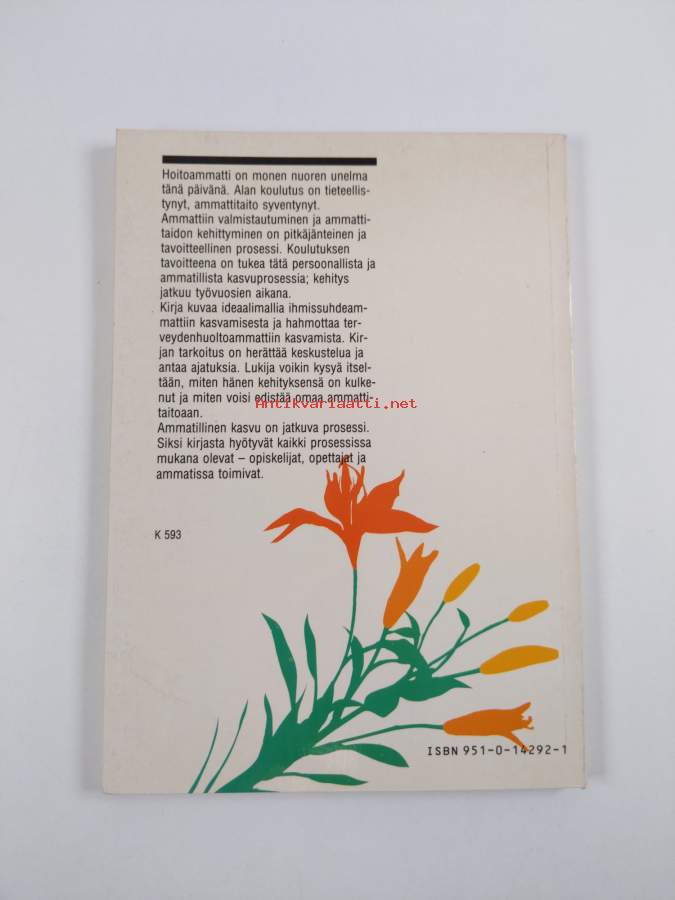 Hoitoammatti on monen nuoren unelma
tänä päivänä. Alan koulutus on tieteellis-
tynyt, ammattitaito syventynyt.
Ammattiin valmistautuminen ja ammatti-
taidon kehittyminen on pitkäjänteinen ja
tavoitteellinen prosessi. Koulutuksen
tavoitteena on tukea tätä persoonallista ja
ammatillista kasvuprosessia; kehitys
jatkuu työvuosien aikana.
Kirja kuvaa ideaalimallia ihmissuhdeam-
mattiin kasvamisesta ja hahmottaa ter-
veydenhuoltoammattiin kasvamista. Kir-
jan tarkoitus on herättää keskustelua ja
antaa ajatuksia. Lukija voikin kysyä itsel-
tään, miten hänen kehityksensä on kulke-
nut ja miten voisi edistää omaa ammatti-
taitoaan.
Antikvariaatti.net
Ammatillinen kasvu on jatkuva prosessi.
Siksi kirjasta hyötyvät kaikki prosessissa
mukana olevat – opiskelijat, opettajat ja
ammatissa toimivat.
K 593
ISBN 951-0-14292-1